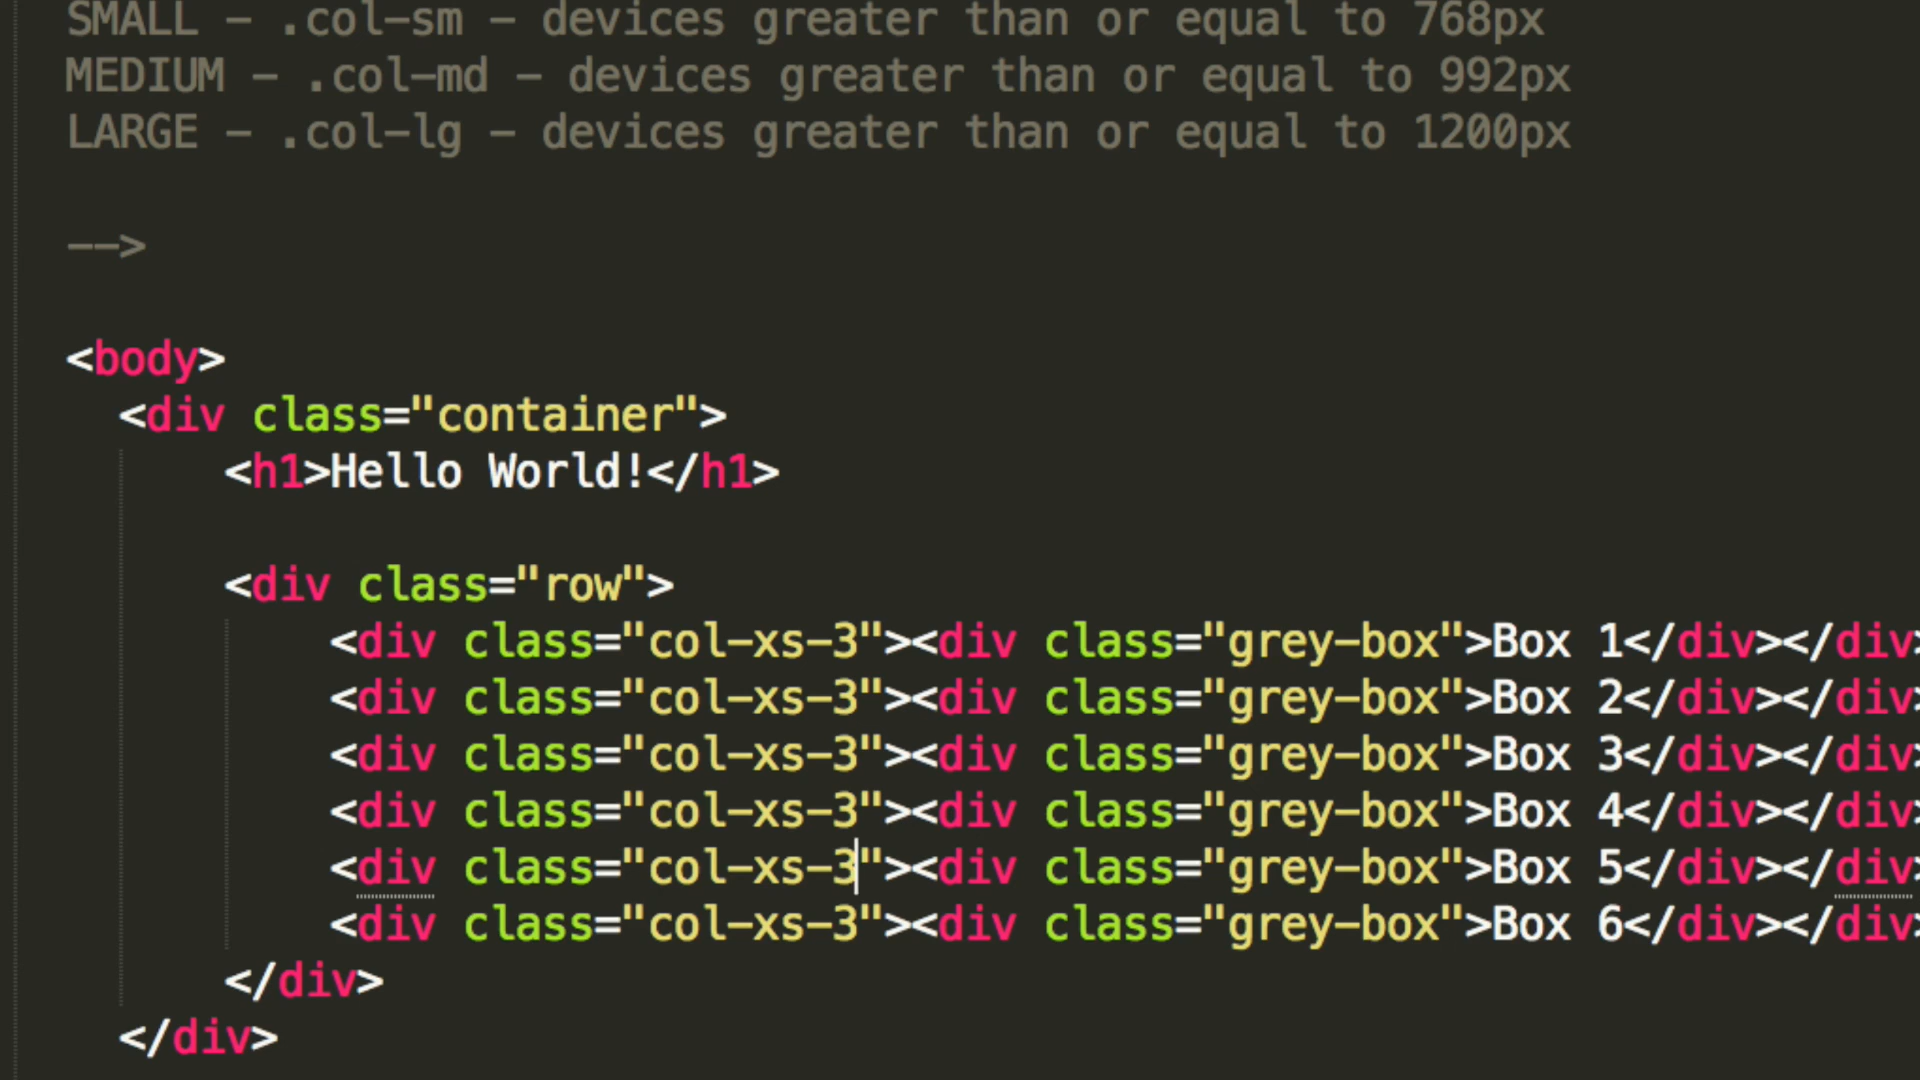 SMALL - .col-sm - devices greater than or equal to 768px
MEDIUM - .col-md - devices greater than or equal to 992px
LARGE - .col-lg - devices greater than or equal to 1200px
-->
<body>
<div class="container">
<h1>Hello World!</h1>
<div class="row">
<div class="col-xs-3"><div class="grey-box">Box 1</div></div>
<div class="col-xs-3"><div class="grey-box">Box 2</div></div>
<div class="col-xs-3"><div class="grey-box">Box 3</div></div>
<div class="col-xs-3"><div class="grey-box">Box 4</div></div>
<div class="col-xs-3"><div class="grey-box">Box 5</div></div>
<div class="col-xs-3"><div class="grey-box">Box 6</div></div>
</div>
</div>